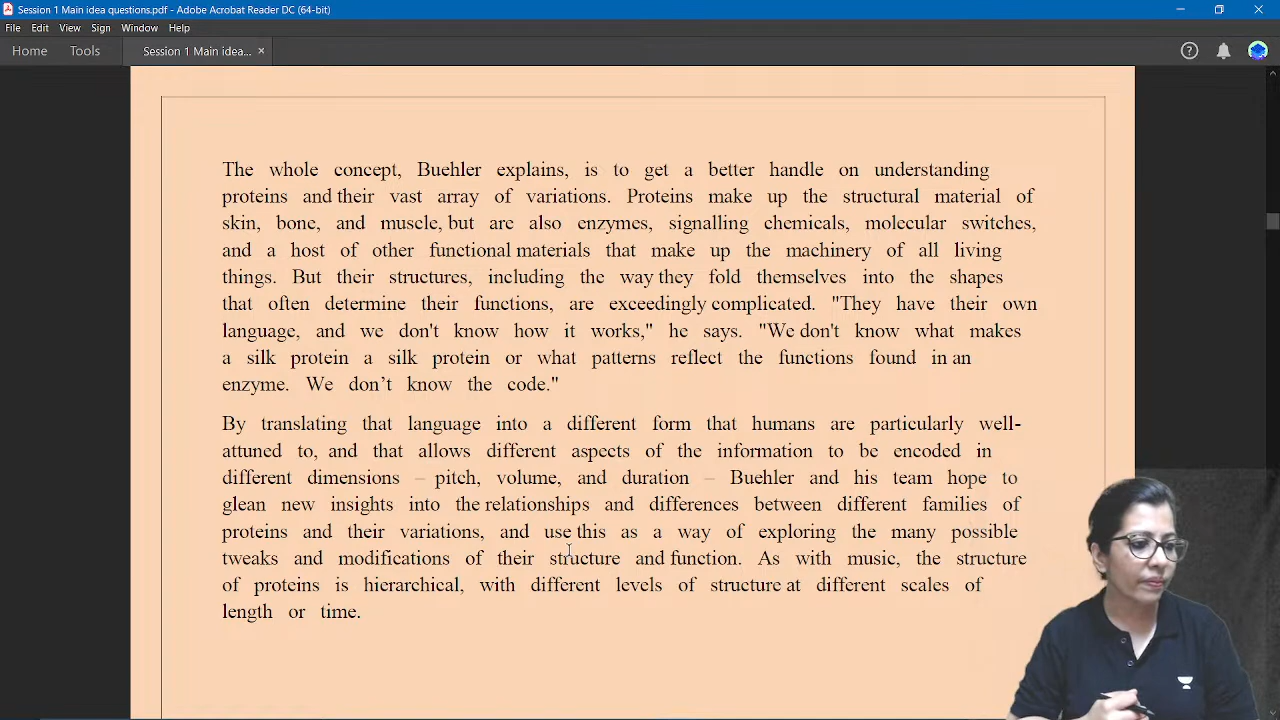 Session 1 Main idea questions.pdf - Adobe Acrobat Reader DC (64-bit)
File Edit View Sign Window Help
Home Tools Session 1 Main idea... ×
The whole concept, Buehler explains, is to get a better handle on understanding
proteins and their vast array of variations. Proteins make up the structural material of
skin, bone, and muscle, but are also enzymes, signalling chemicals, molecular switches,
and a host of other functional materials that make up the machinery of all living
things. But their structures, including the way they fold themselves into the shapes
that often determine their functions, are exceedingly complicated. "They have their own
language, and we don't know how it works," he says. "We don't know what makes
a silk protein a silk protein or what patterns reflect the functions found in an
enzyme. We don’t know the code."
By translating that language into a different form that humans are particularly well-
attuned to, and that allows different aspects of the information to be encoded in
different dimensions – pitch, volume, and duration – Buehler and his team hope to
glean new insights into the relationships and differences between different families of
proteins and their variations, and use this as a way of exploring the many possible
tweaks and modifications of their structure and function. As with music, the structure
of proteins is hierarchical, with different levels of structure at different scales of
length or time.